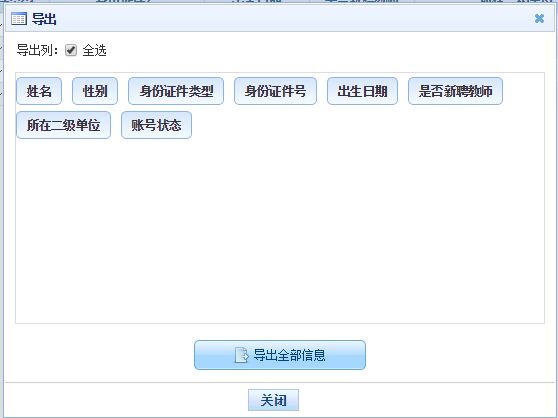 导出
导出列: 全选
姓名 性别 身份证件类型 身份证件号 出生日期 是否新聘教师
所在二级单位 账号状态
导出全部信息
关闭